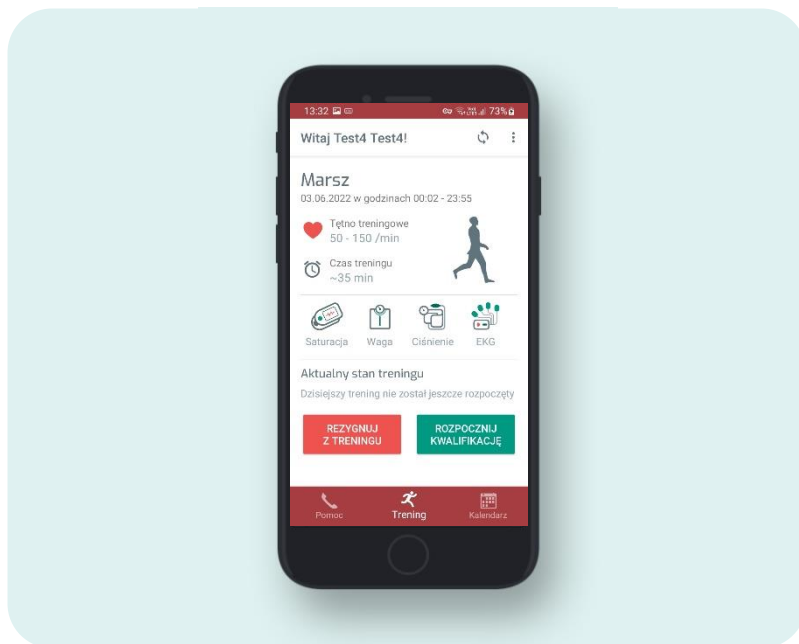 13:32
73%
Witaj Test4 Test4!
Marsz
03.06.2022 w godzinach 00:02 - 23:55
Tętno treningowe
50 - 150 /min
Czas treningu
~35 min
Saturacja Waga Ciśnienie EKG
Aktualny stan treningu
Dzisiejszy trening nie został jeszcze rozpoczęty
REZYGNUJ
Z TRENINGU
ROZPOCZNIJ
KWALIFIKACJĘ
Pomoc Trening Kalendarz